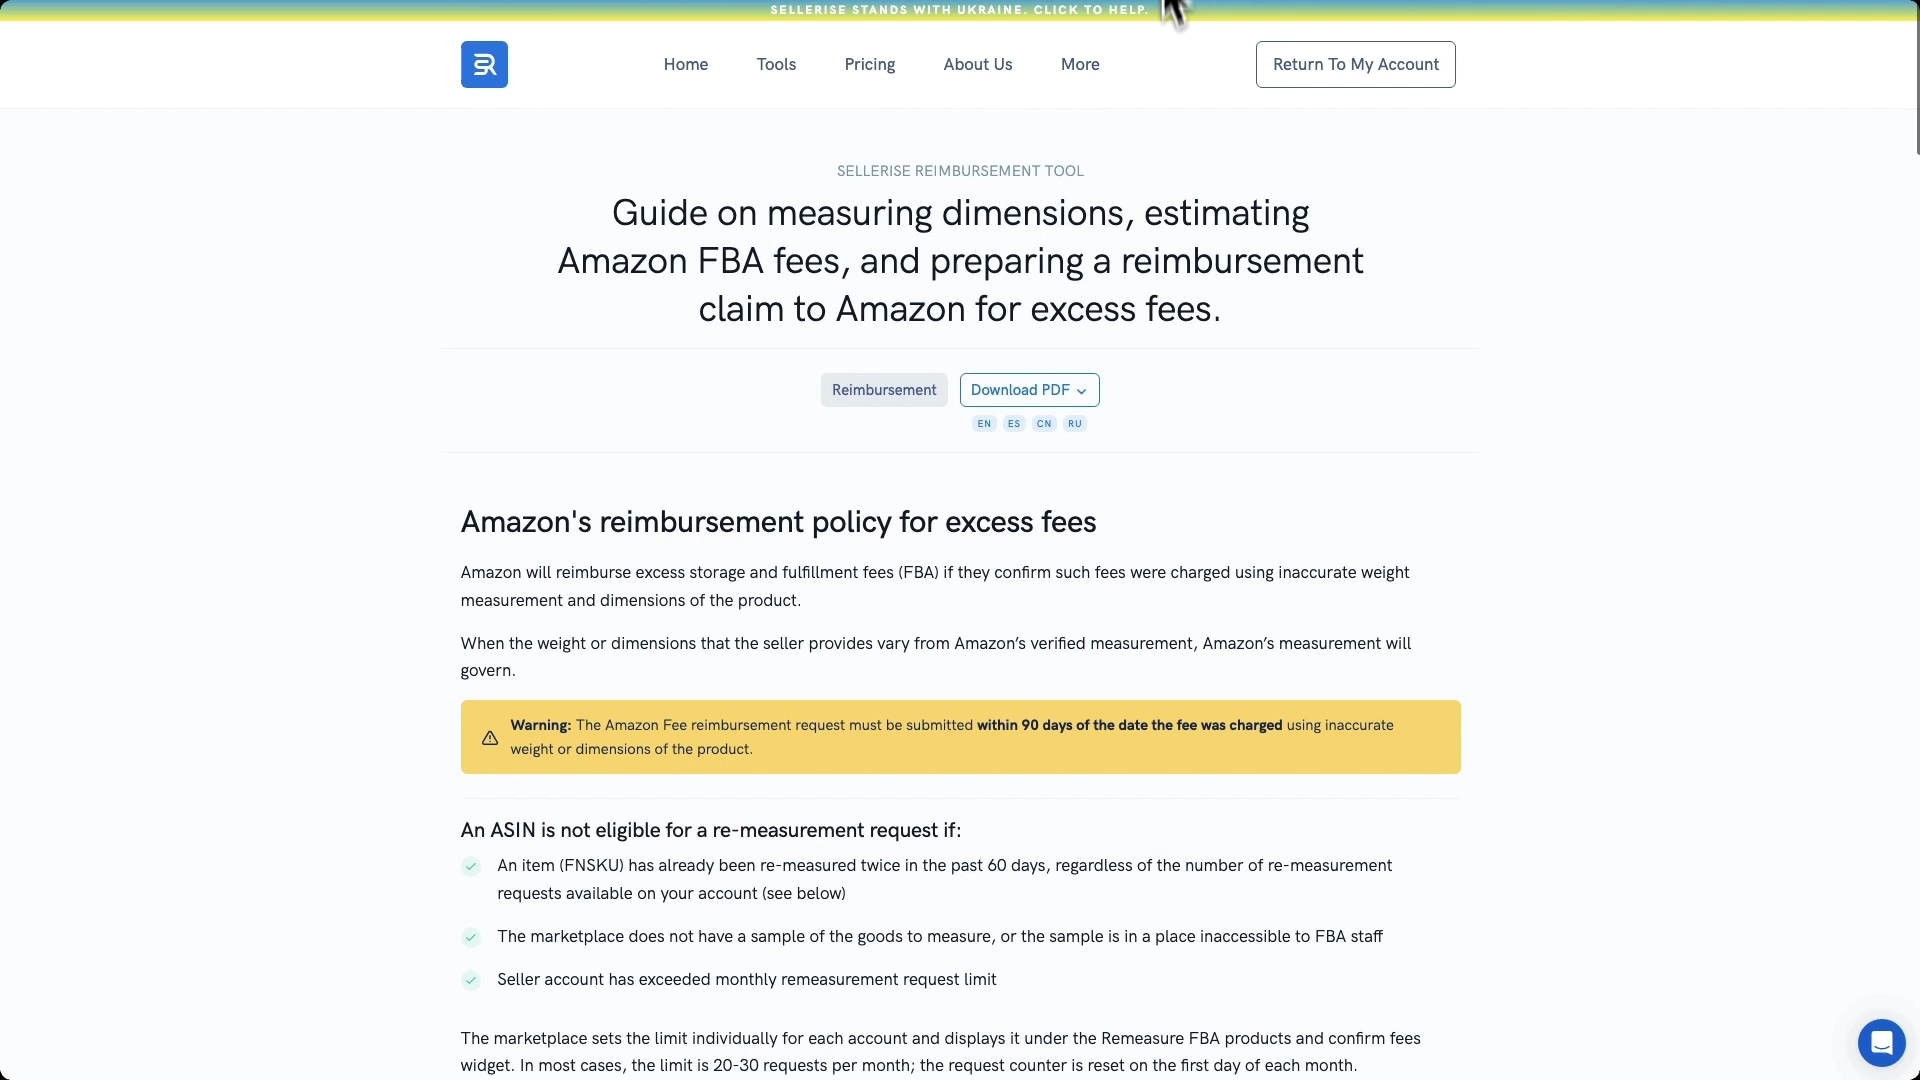 SELLERISE STANDS WITH UKRAINE. CLICK TO HELP.
SR
Home
Tools
Pricing
About Us
More
Return To My Account
SELLERISE REIMBURSEMENT TOOL
Guide on measuring dimensions, estimating
Amazon FBA fees, and preparing a reimbursement
claim to Amazon for excess fees.
Reimbursement
Download PDF
EN ES CN RU
Amazon's reimbursement policy for excess fees
Amazon will reimburse excess storage and fulfillment fees (FBA) if they confirm such fees were charged using inaccurate weight
measurement and dimensions of the product.
When the weight or dimensions that the seller provides vary from Amazon’s verified measurement, Amazon’s measurement will
govern.
Warning: The Amazon Fee reimbursement request must be submitted within 90 days of the date the fee was charged using inaccurate
weight or dimensions of the product.
An ASIN is not eligible for a re-measurement request if:
An item (FNSKU) has already been re-measured twice in the past 60 days, regardless of the number of re-measurement
requests available on your account (see below)
The marketplace does not have a sample of the goods to measure, or the sample is in a place inaccessible to FBA staff
Seller account has exceeded monthly remeasurement request limit
The marketplace sets the limit individually for each account and displays it under the Remeasure FBA products and confirm fees
widget. In most cases, the limit is 20-30 requests per month; the request counter is reset on the first day of each month.